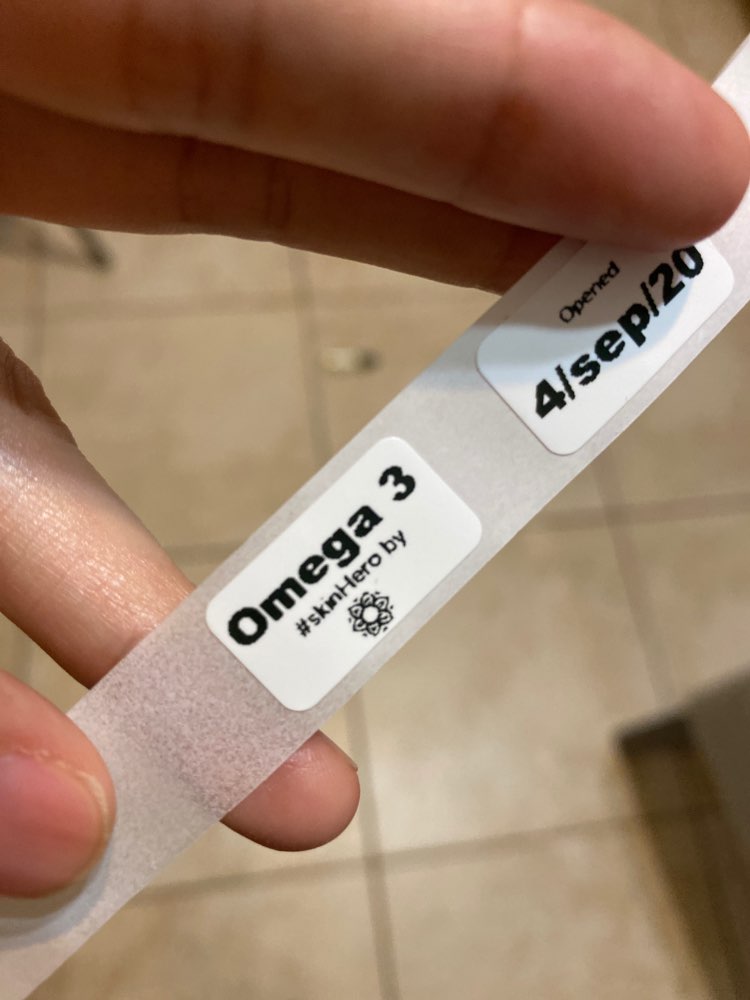 Omega 3
#skinHero by
Opened
4/sep/20